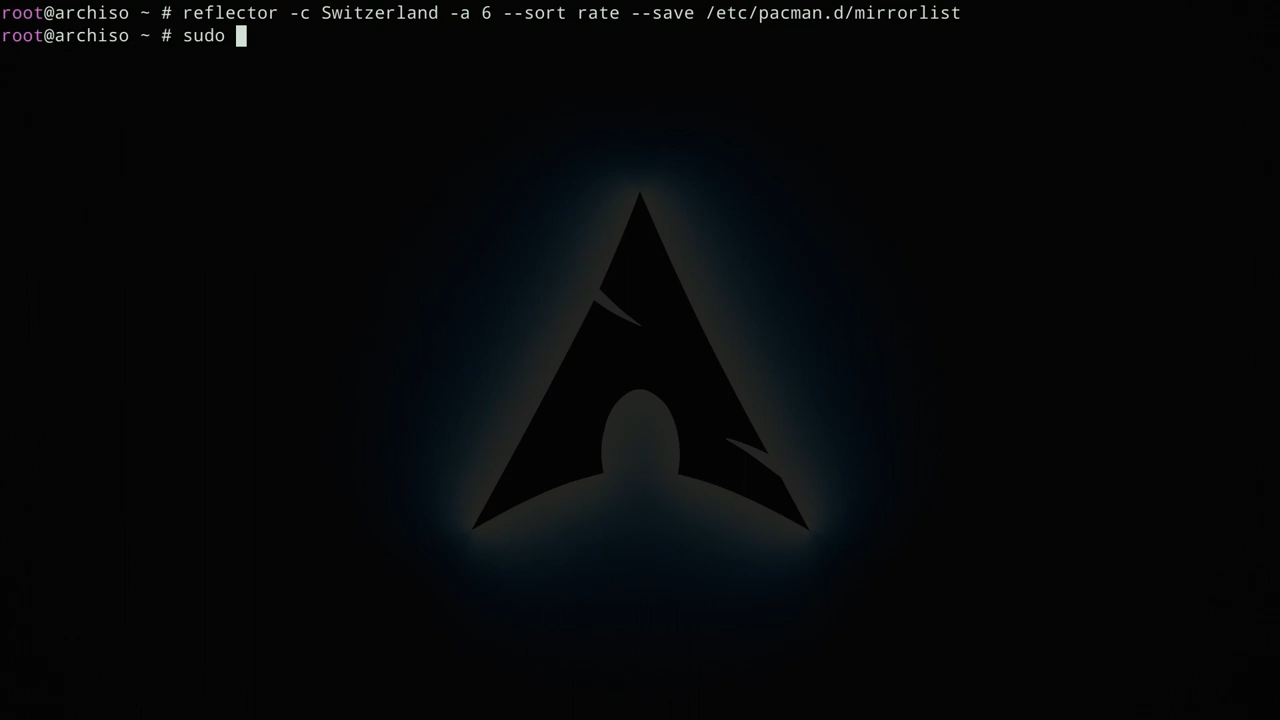 root@archiso ~ # reflector -c Switzerland -a 6 --sort rate --save /etc/pacman.d/mirrorlist
root@archiso ~ # sudo